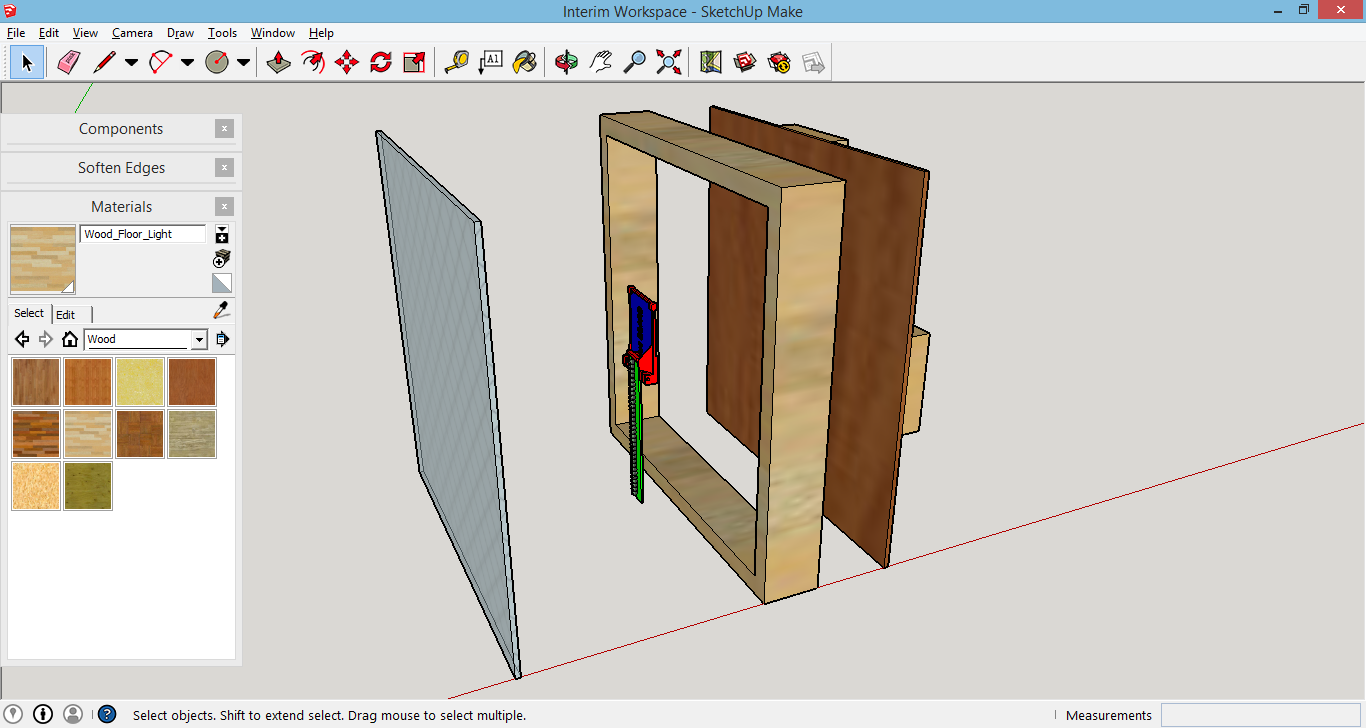 Interim Workspace - SketchUp Make
File Edit View Camera Draw Tools Window Help
A1
Components
Soften Edges
Materials
Wood_Floor_Light
Select Edit
Wood
Select objects. Shift to extend select. Drag mouse to select multiple.
Measurements